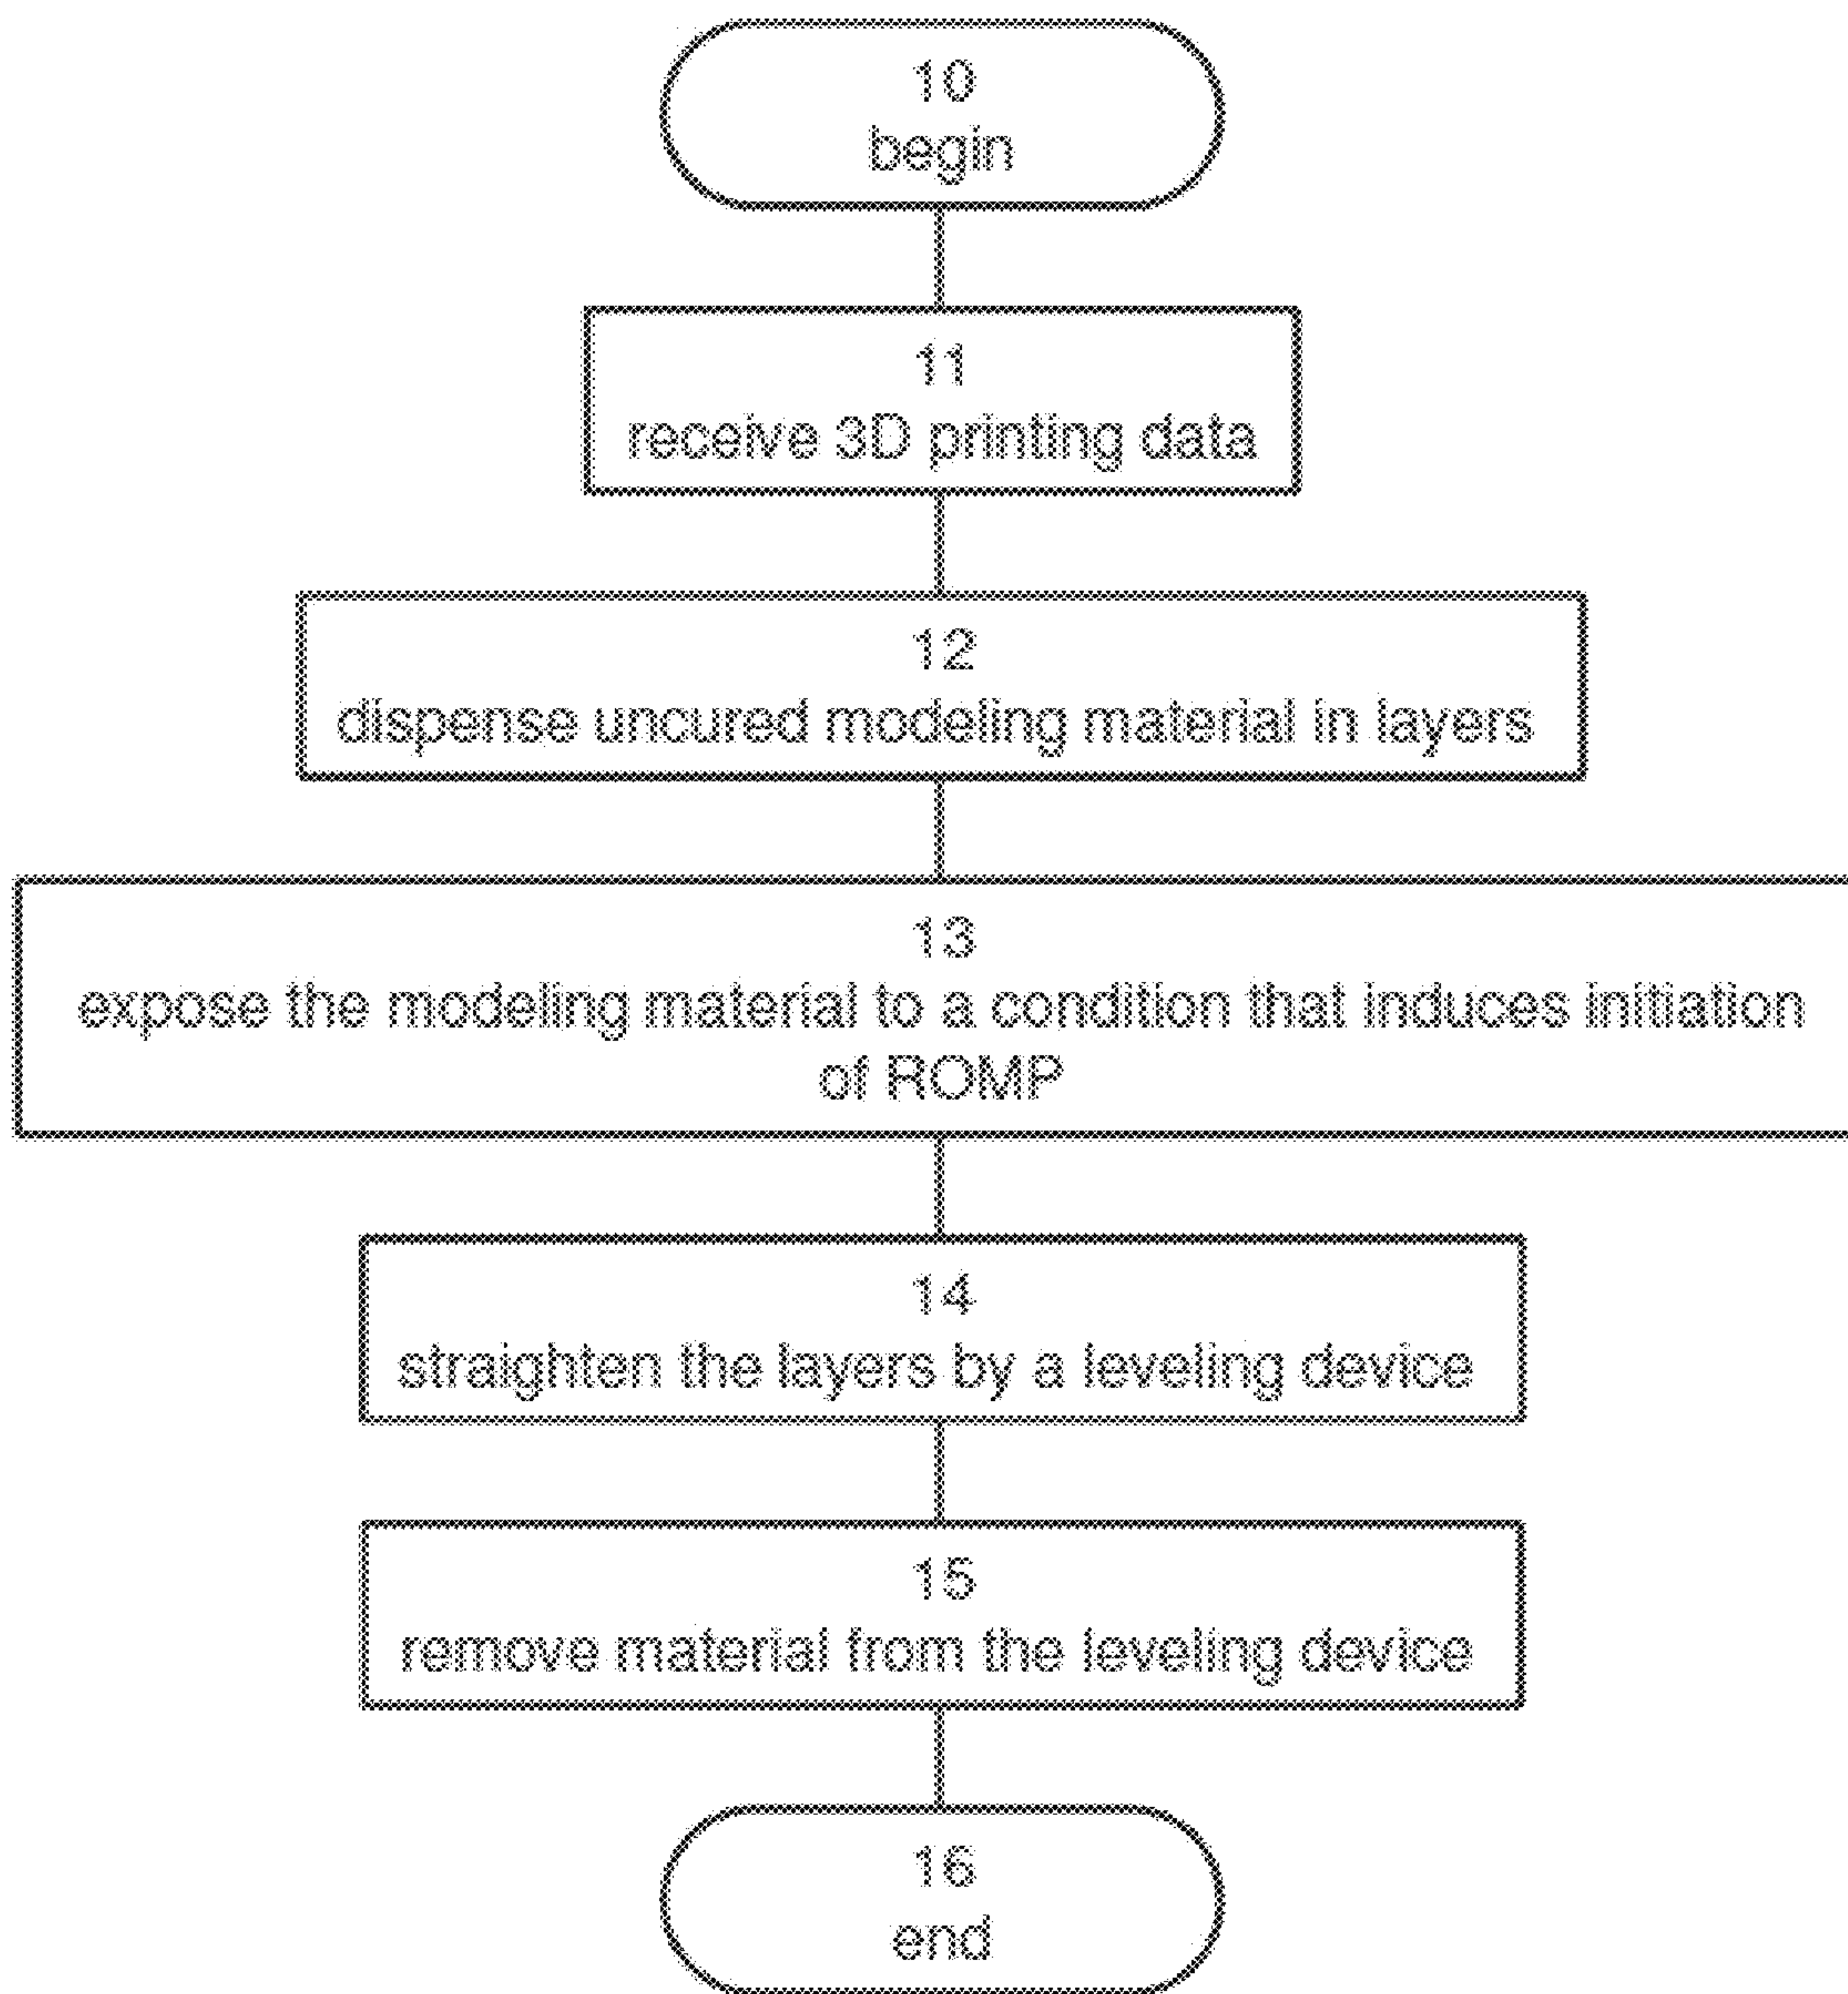 10
begin
11
receive 3D printing data
12
dispense uncured modeling material in layers
13
expose the modeling material to a condition that induces initiation
of ROMP
14
straighten the layers by a leveling device
15
remove material from the leveling device
16
end